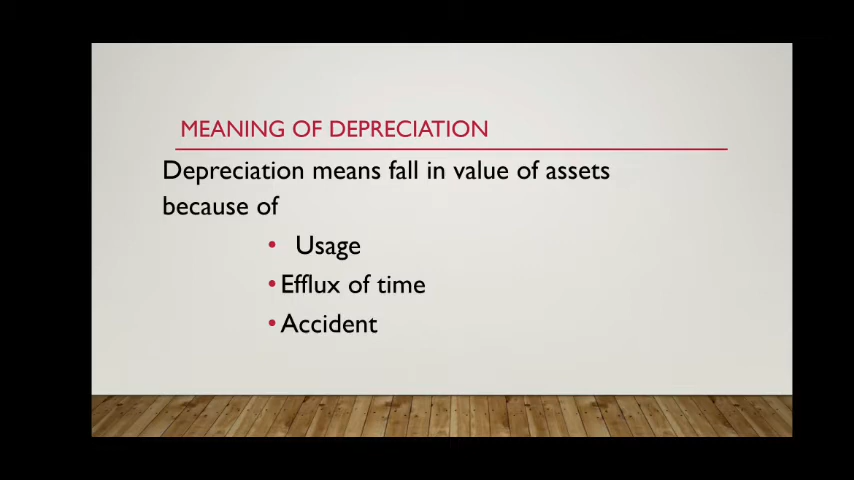 MEANING OF DEPRECIATION
Depreciation means fall in value of assets
because of
• Usage
• Efflux of time
• Accident